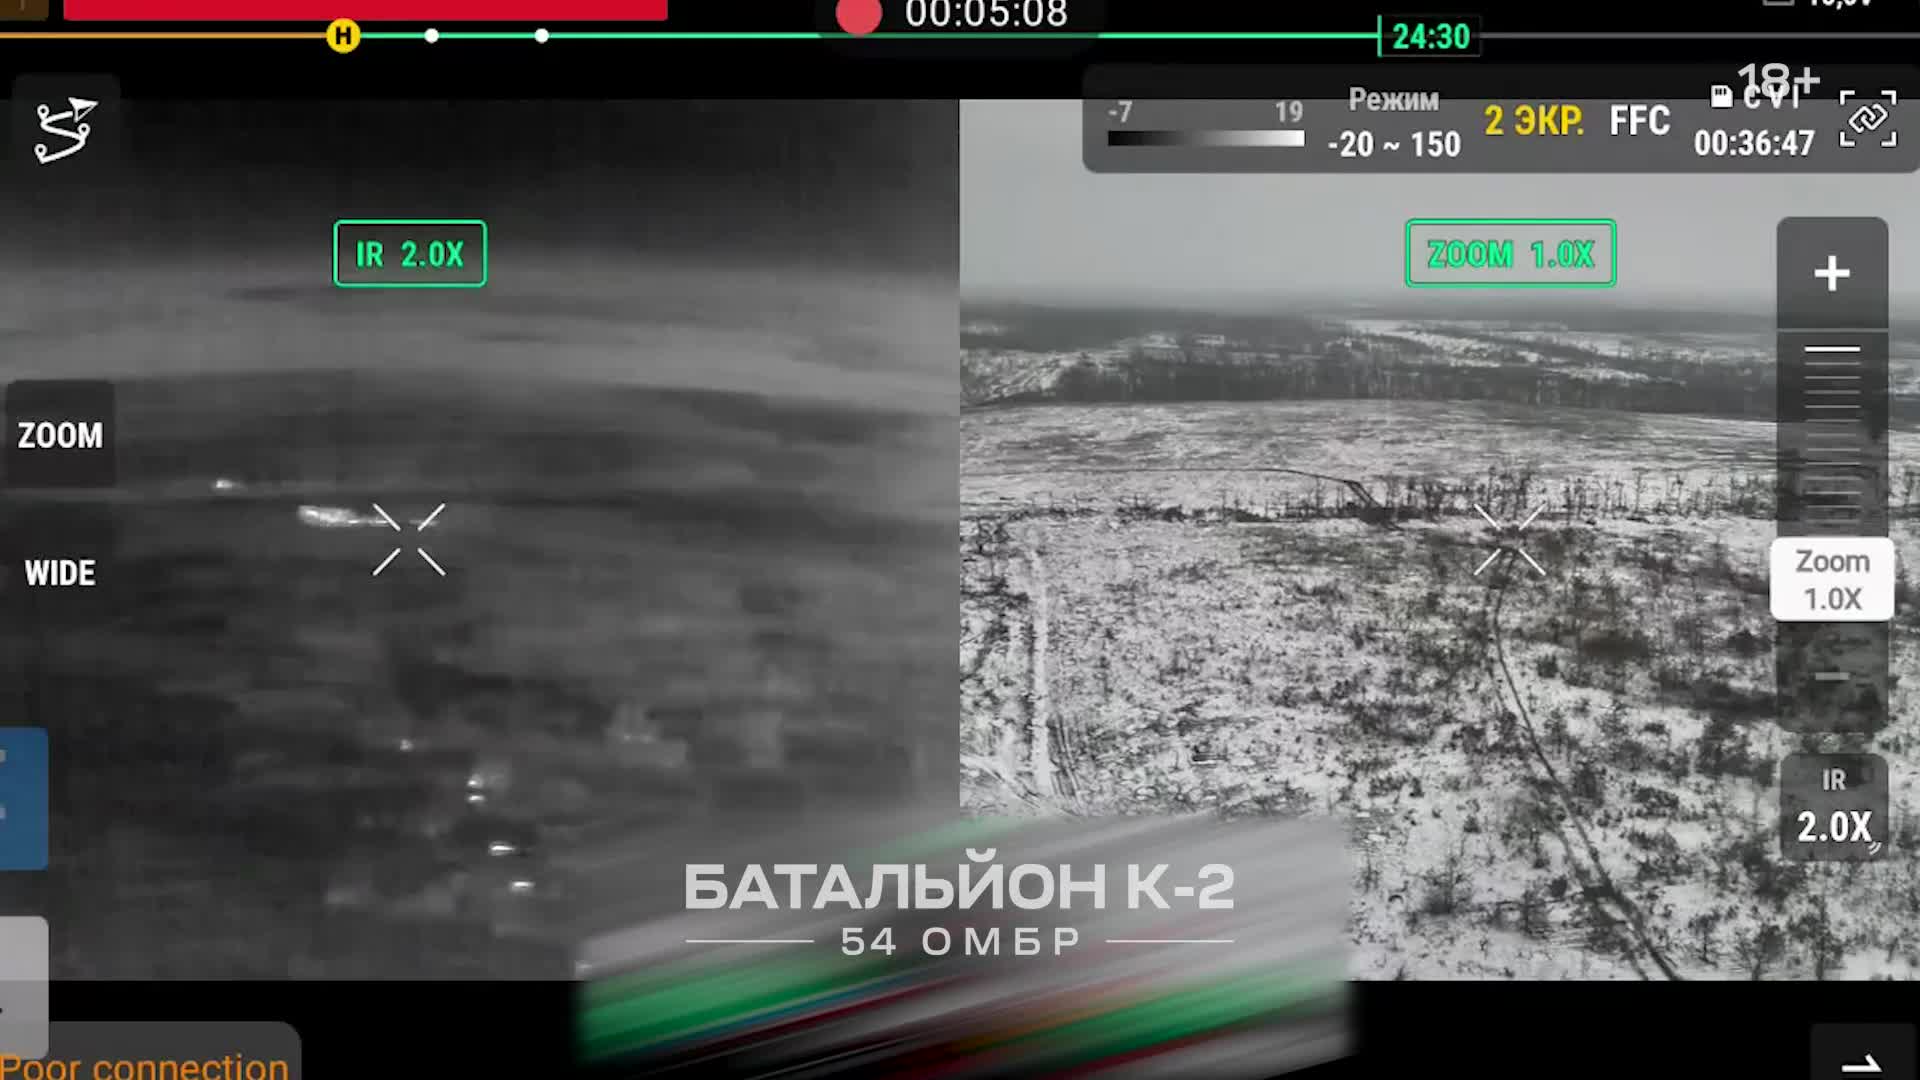 00:05:08
H
24:30
18+
-7 19
Режим
-20 ~ 150
2 ЭКР.
FFC
00:36:47
IR 2.0X
ZOOM 1.0X
ZOOM
WIDE
Zoom
1.0X
IR
2.0X
БАТАЛЬЙОН К-2
54 ОМБР
Poor connection